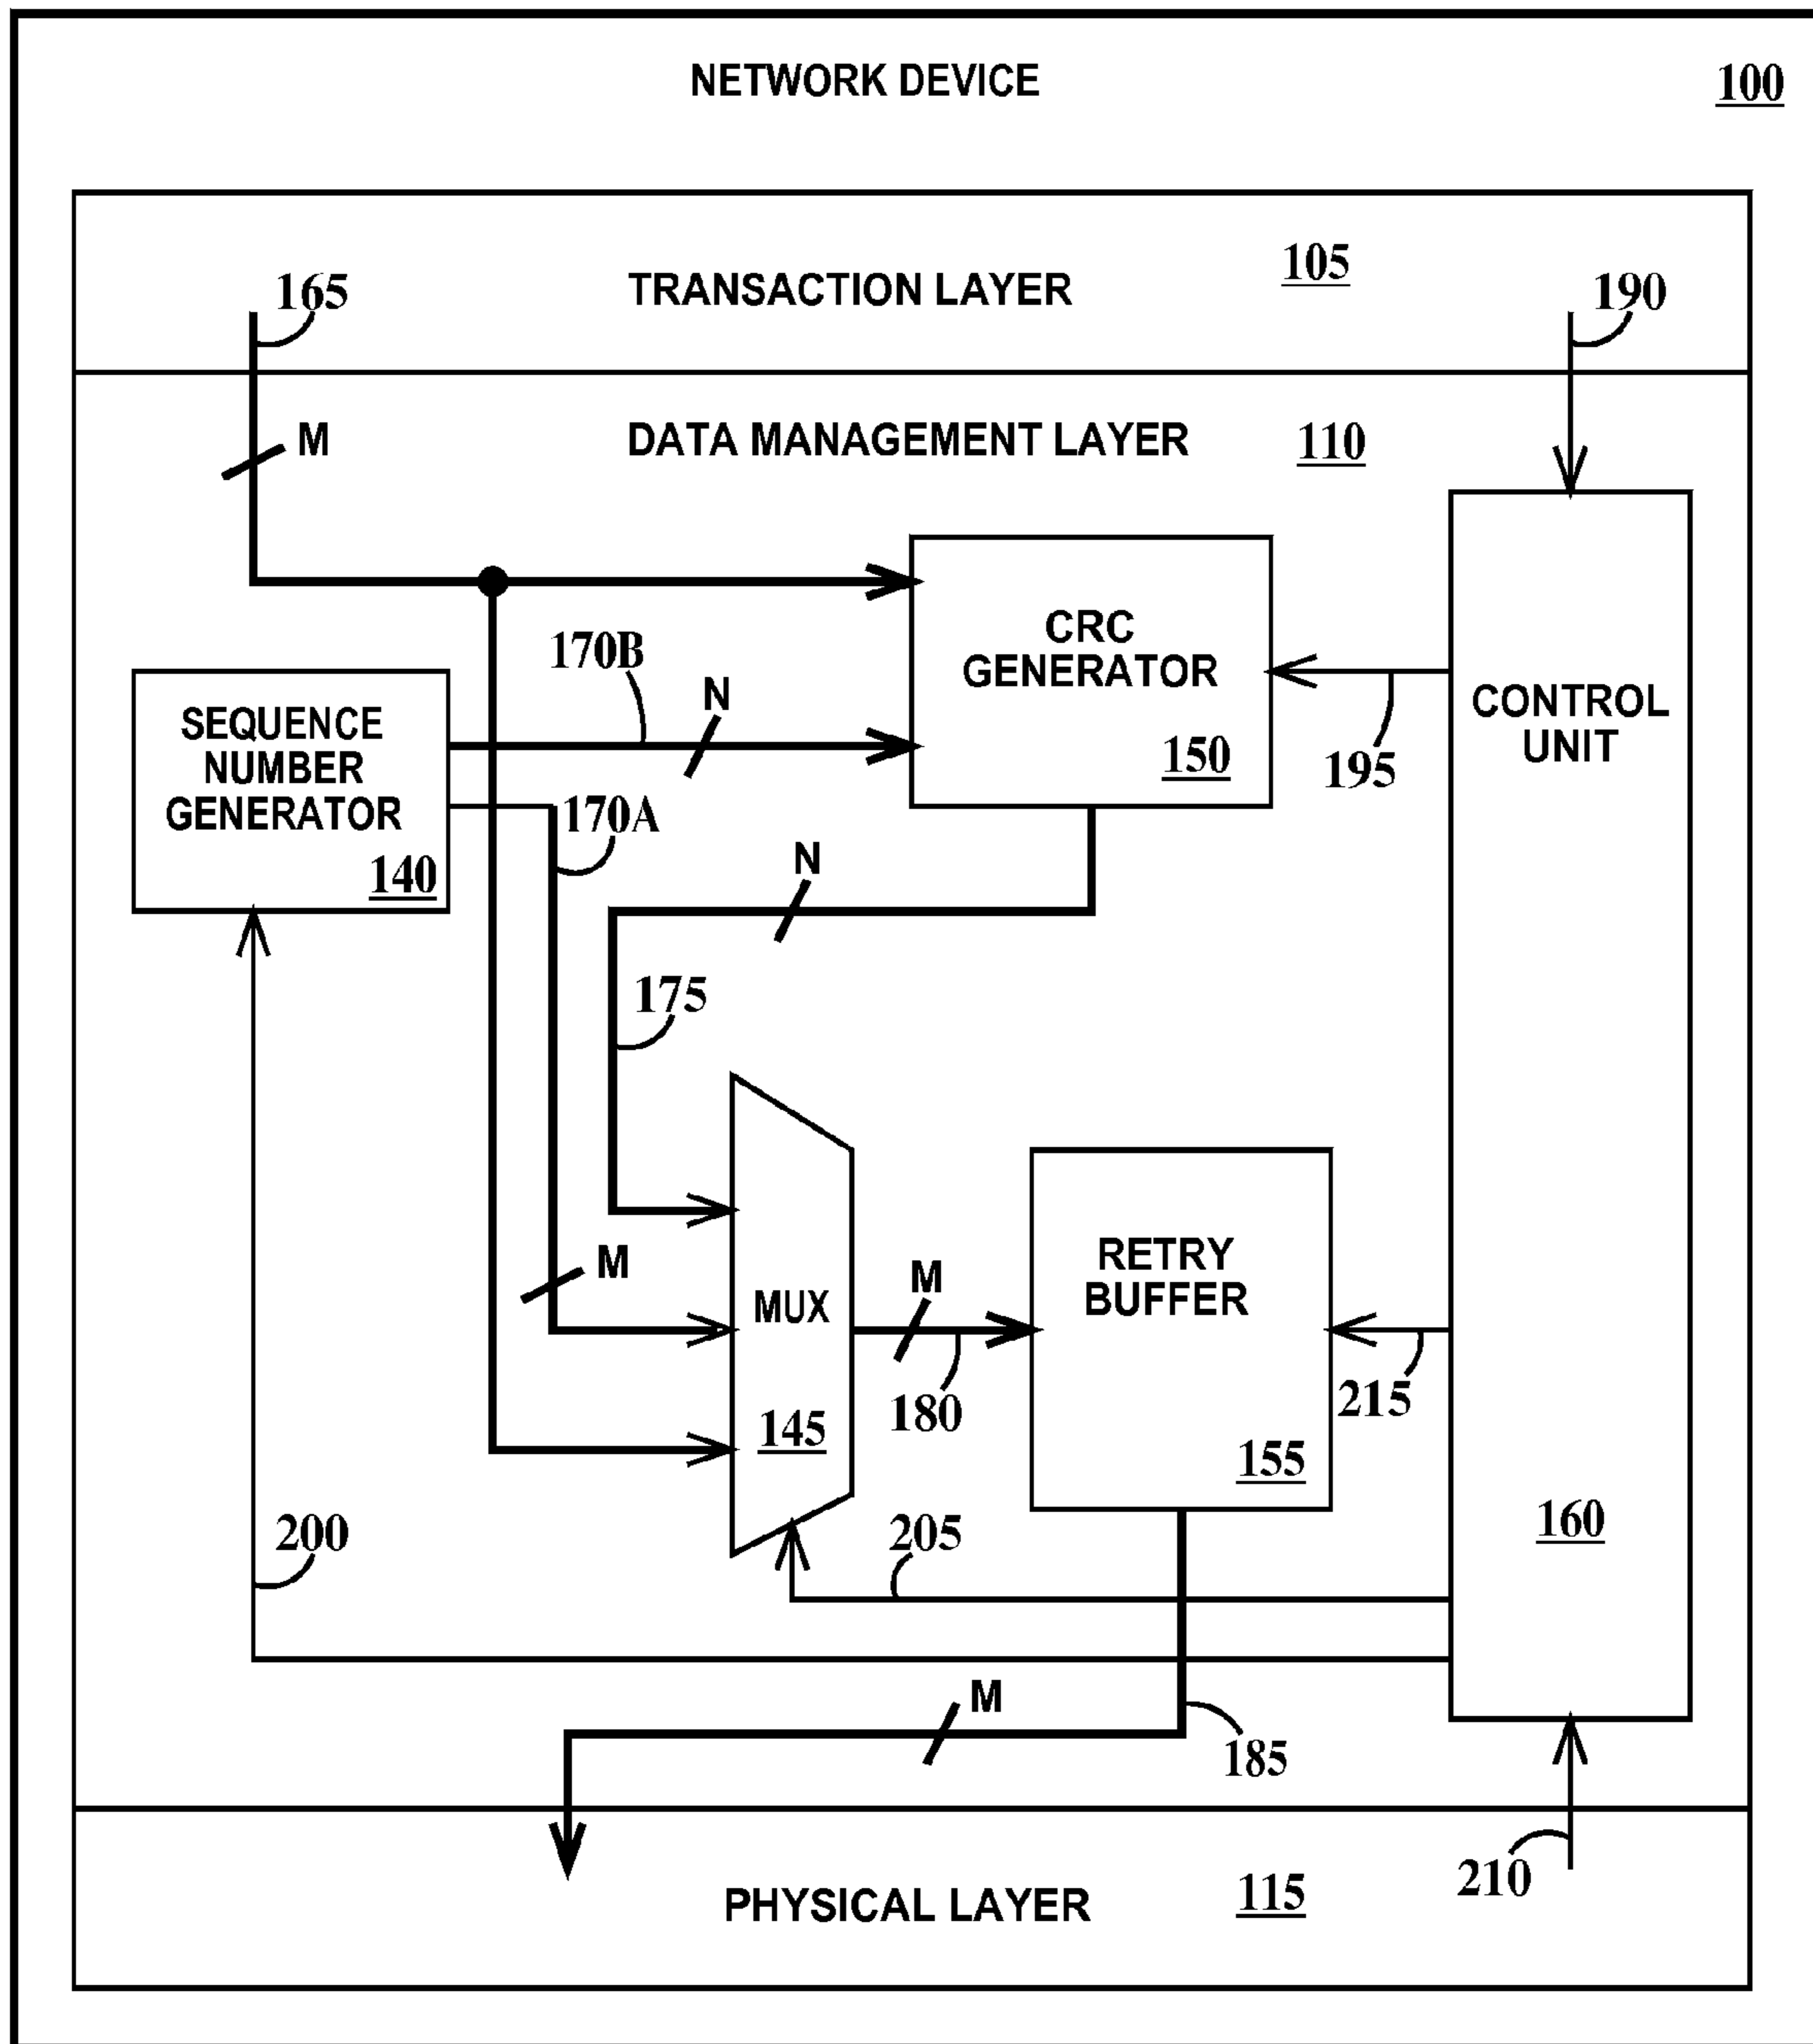 NETWORK DEVICE
100
TRANSACTION LAYER
105
165
190
M
DATA MANAGEMENT LAYER
110
CRC
GENERATOR
150
170B
N
SEQUENCE
NUMBER
GENERATOR
140
170A
195
CONTROL
UNIT
N
175
M
MUX
145
M
180
RETRY
BUFFER
155
215
160
200
205
M
185
210
PHYSICAL LAYER
115